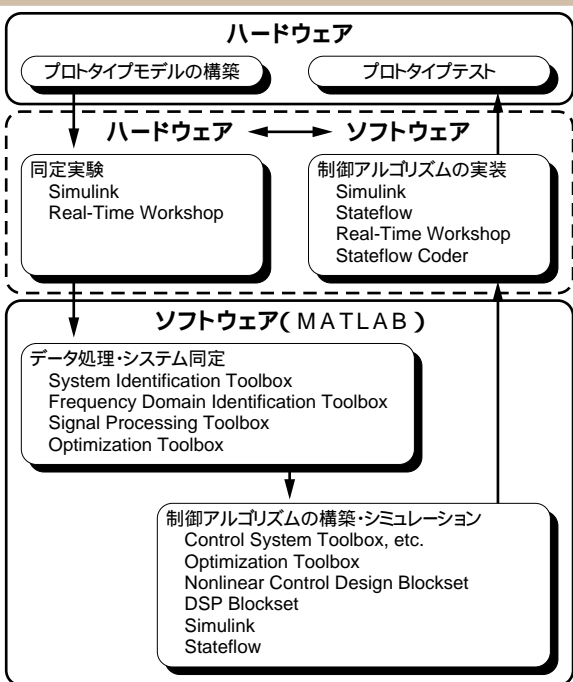 ハードウェア
プロトタイプモデルの構築
プロトタイプテスト
ハードウェア
ソフトウェア
同定実験
Simulink
Real-Time Workshop
制御アルゴリズムの実装
Simulink
Stateflow
Real-Time Workshop
Stateflow Coder
ソフトウェア(MATLAB)
データ処理・システム同定
System Identification Toolbox
Frequency Domain Identification Toolbox
Signal Processing Toolbox
Optimization Toolbox
制御アルゴリズムの構築・シミュレーション
Control System Toolbox, etc.
Optimization Toolbox
Nonlinear Control Design Blockset
DSP Blockset
Simulink
Stateflow